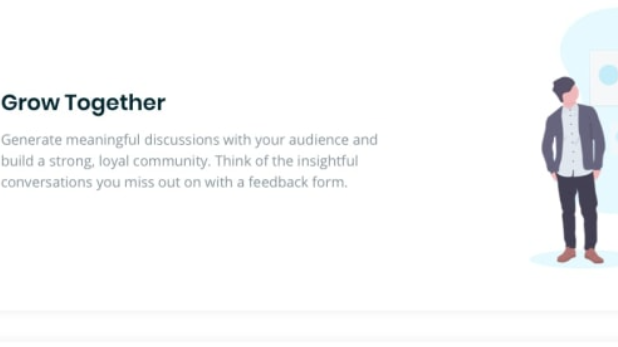 Grow Together
Generate meaningful discussions with your audience and
build a strong, loyal community. Think of the insightful
conversations you miss out on with a feedback form.